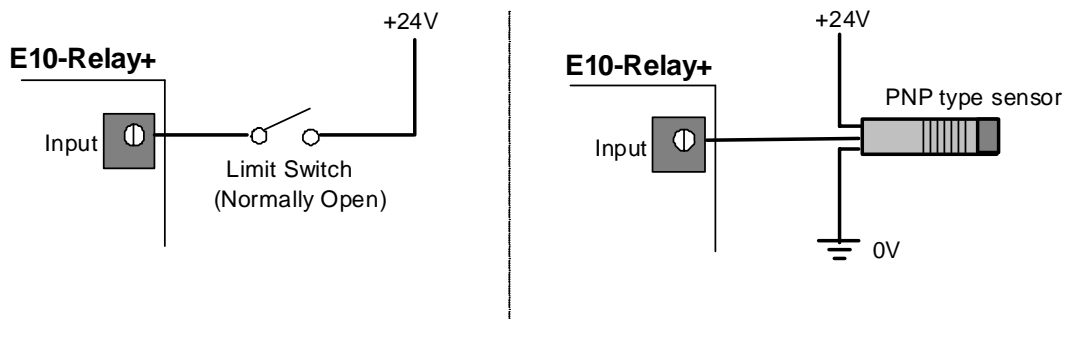 +24V
E10-Relay+
Input
Limit Switch
(Normally Open)
+24V
E10-Relay+
PNP type sensor
Input
0V